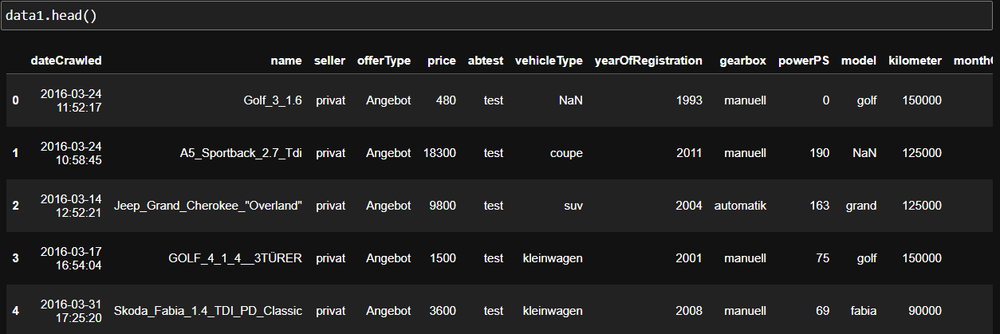 data1.head()
dateCrawled name seller offerType price abtest vehicleType yearOfRegistration gearbox powerPS model kilometer month
0 2016-03-24 11:52:17 Golf_3_1.6 privat Angebot 480 test NaN 1993 manuell 0 golf 150000
1 2016-03-24 10:58:45 A5_Sportback_2.7_Tdi privat Angebot 18300 test coupe 2011 manuell 190 NaN 125000
2 2016-03-14 12:52:21 Jeep_Grand_Cherokee_"Overland" privat Angebot 9800 test suv 2004 automatik 163 grand 125000
3 2016-03-17 16:54:04 GOLF_4_1_4__3TÜRER privat Angebot 1500 test kleinwagen 2001 manuell 75 golf 150000
4 2016-03-31 17:25:20 Skoda_Fabia_1.4_TDI_PD_Classic privat Angebot 3600 test kleinwagen 2008 manuell 69 fabia 90000